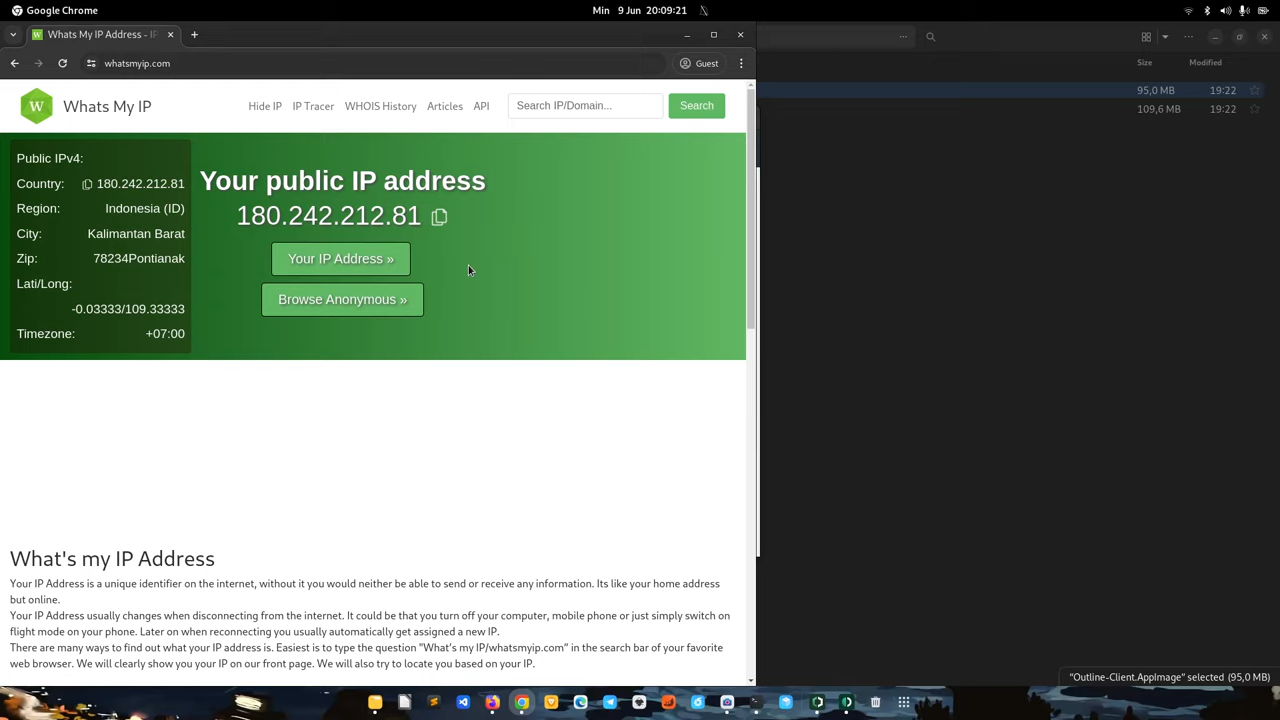 Google Chrome
Min 9 Jun 20:09:21
Whats My IP Address - IP
whatsmyip.com
Guest
Size
Modified
95,0 MB
19:22
109,6 MB
19:22
W
Whats My IP
Hide IP
IP Tracer
WHOIS History
Articles
API
Search IP/Domain...
Search
Public IPv4:
Country: 180.242.212.81
Region: Indonesia (ID)
City: Kalimantan Barat
Zip: 78234Pontianak
Lati/Long:
-0.03333/109.33333
Timezone: +07:00
Your public IP address
180.242.212.81
Your IP Address »
Browse Anonymous »
What's my IP Address
Your IP Address is a unique identifier on the internet, without it you would neither be able to send or receive any information. Its like your home address
but online.
Your IP Address usually changes when disconnecting from the internet. It could be that you turn off your computer, mobile phone or just simply switch on
flight mode on your phone. Later on when reconnecting you usually automatically get assigned a new IP.
There are many ways to find out what your IP address is. Easiest is to type the question "What's my IP/whatsmyip.com" in the search bar of your favorite
web browser. We will clearly show you your IP on our front page. We will also try to locate you based on your IP.
"Outline-Client.AppImage" selected (95,0 MB)